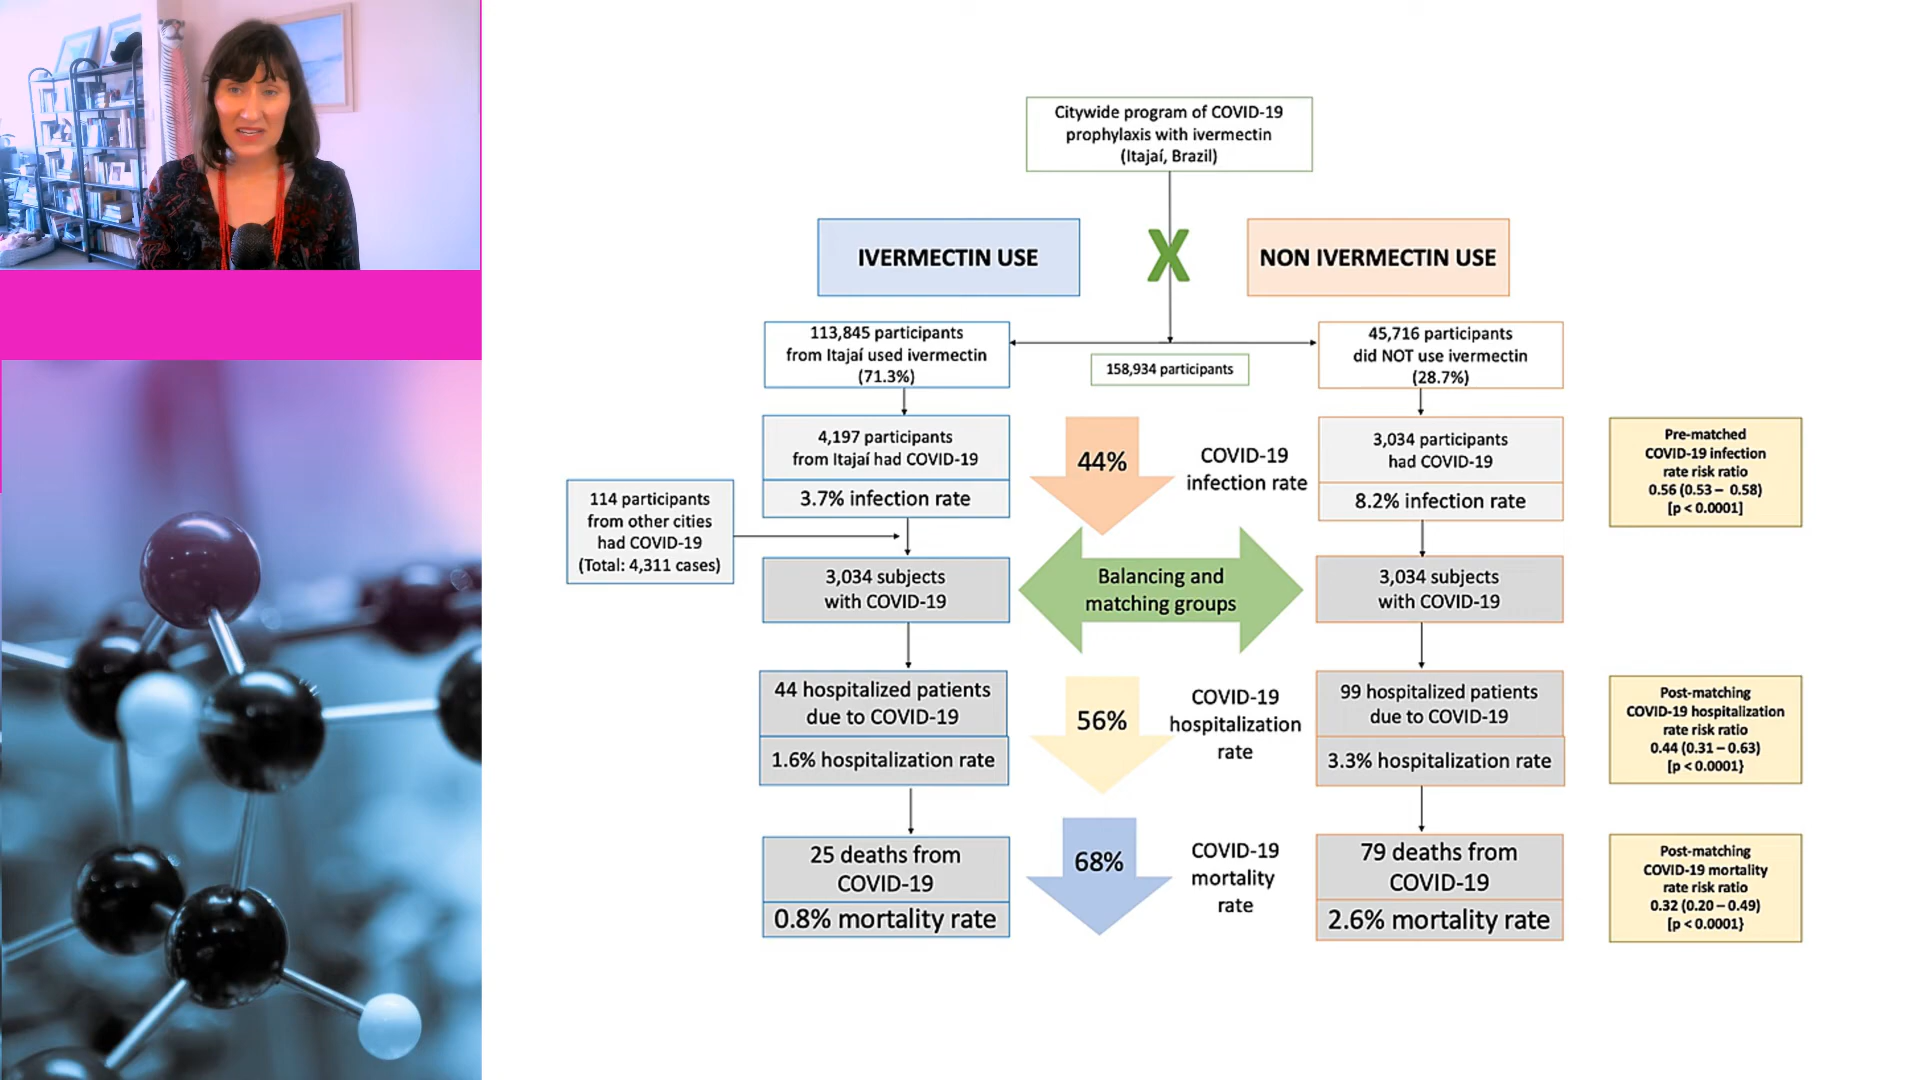 Citywide program of COVID-19
prophylaxis with ivermectin
(Itajaí, Brazil)
IVERMECTIN USE
X
NON IVERMECTIN USE
113,845 participants
from Itajaí used ivermectin
(71.3%)
158,934 participants
45,716 participants
did NOT use ivermectin
(28.7%)
4,197 participants
from Itajaí had COVID-19
3.7% infection rate
44%
COVID-19
infection rate
3,034 participants
had COVID-19
8.2% infection rate
Pre-matched
COVID-19 infection
rate risk ratio
0.56 (0.53 – 0.58)
[p < 0.0001]
114 participants
from other cities
had COVID-19
(Total: 4,311 cases)
3,034 subjects
with COVID-19
Balancing and
matching groups
3,034 subjects
with COVID-19
44 hospitalized patients
due to COVID-19
1.6% hospitalization rate
56%
COVID-19
hospitalization
rate
99 hospitalized patients
due to COVID-19
3.3% hospitalization rate
Post-matching
COVID-19 hospitalization
rate risk ratio
0.44 (0.31 – 0.63)
[p < 0.0001}
25 deaths from
COVID-19
0.8% mortality rate
68%
COVID-19
mortality
rate
79 deaths from
COVID-19
2.6% mortality rate
Post-matching
COVID-19 mortality
rate risk ratio
0.32 (0.20 – 0.49)
[p < 0.0001}